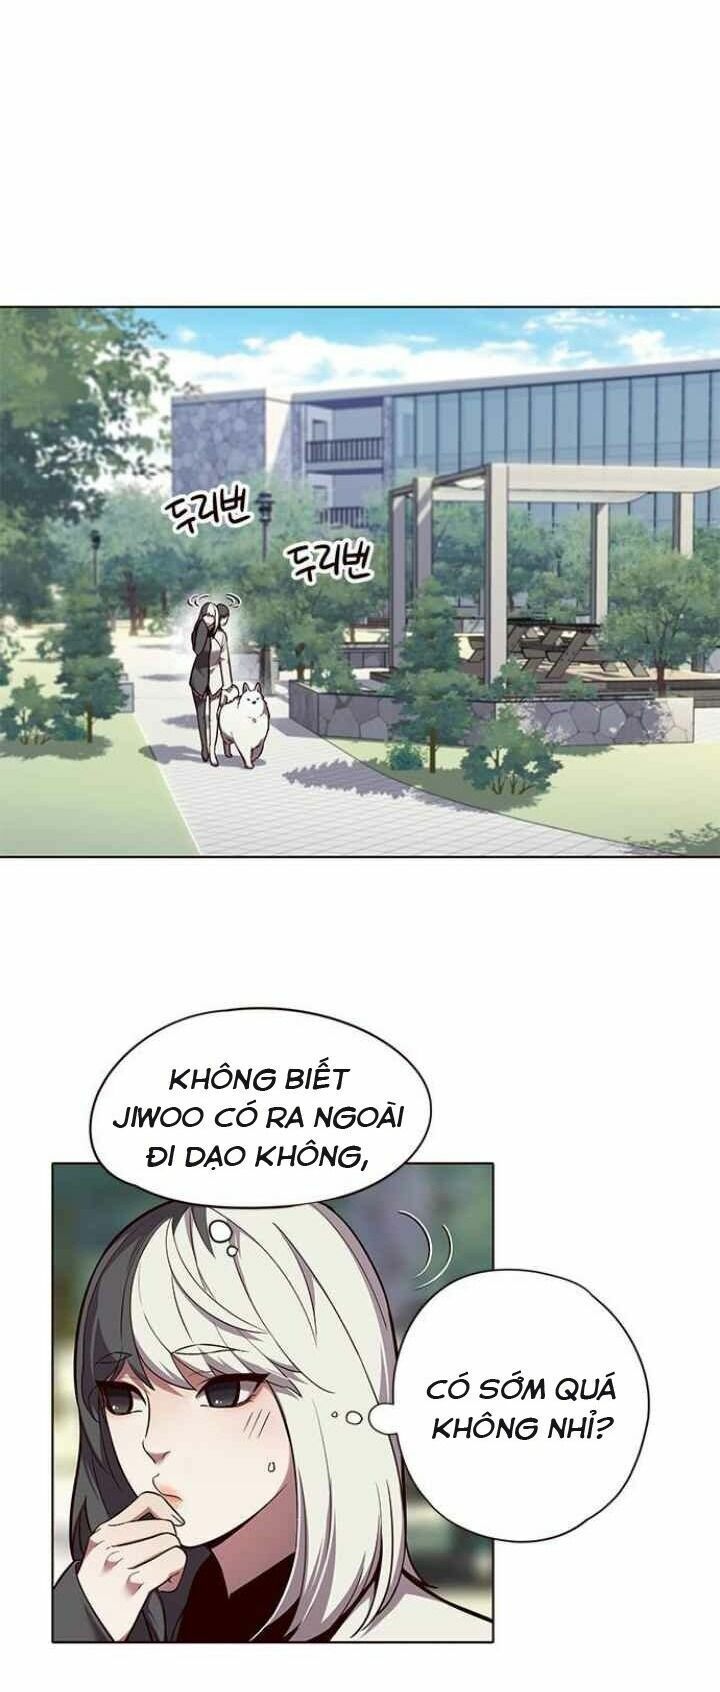 두리번
두리번
KHÔNG BIẾT
JIWOO CÓ RA NGOÀI
ĐI DẠO KHÔNG,
CÓ SỚM QUÁ
KHÔNG NHỈ?